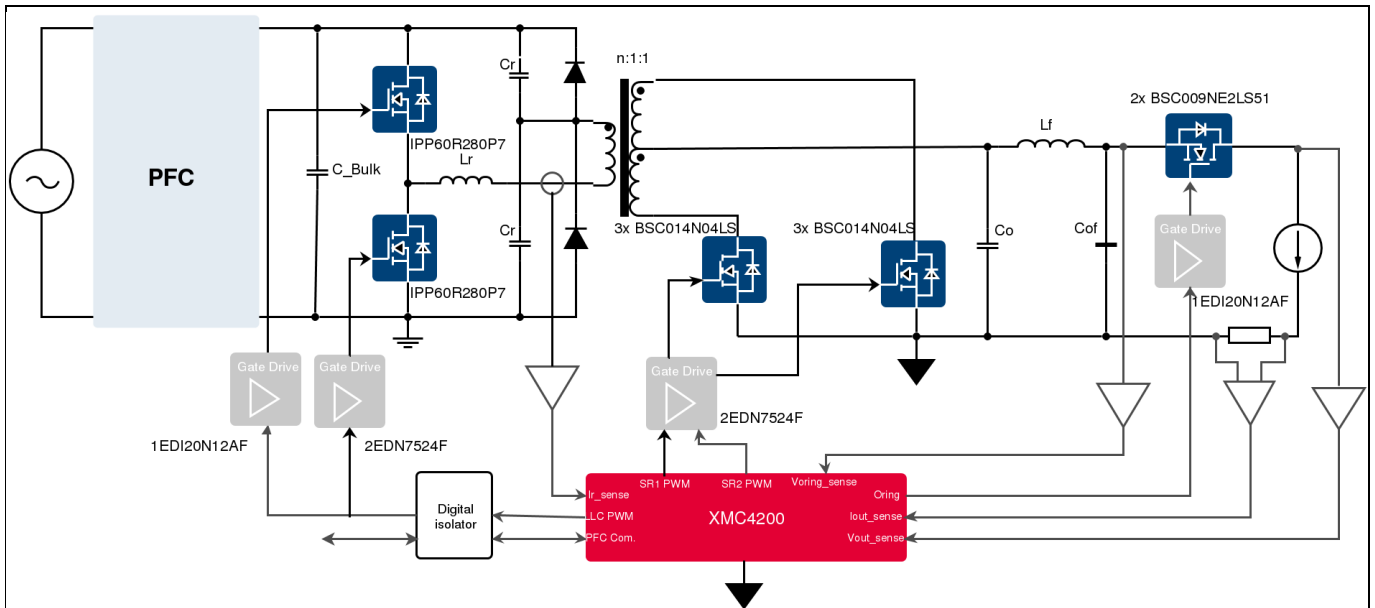 n:1:1
Cr
2x BSC009NE2LS51
Lf
IPP60R280P7
Lr
PFC
C_Bulk
3x BSC014N04LS
3x BSC014N04LS
Cr
Co
Cof
Gate Drive
IPP60R280P7
1EDI20N12AF
Gate Drive
Gate Drive
Gate Drive
1EDI20N12AF
2EDN7524F
2EDN7524F
SR1 PWM
SR2 PWM
Voring_sense
Ir_sense
Oring
Digital
isolator
LLC PWM
XMC4200
Iout_sense
PFC Com.
Vout_sense